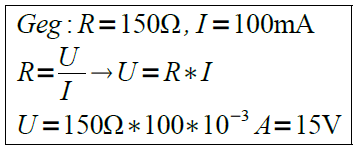 Geg : R = 150Ω , I = 100mA
R = U/I → U = R * I
U = 150Ω * 100 * 10⁻³ A = 15V